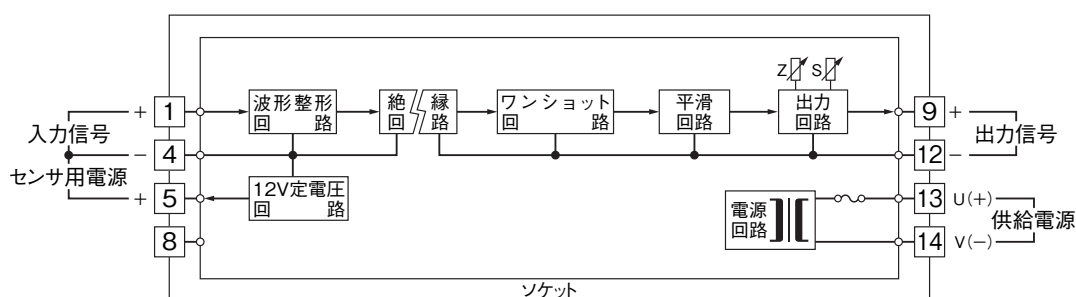 Z S
波形整形
回 路
絶 縁
回 路
ワンショット
回 路
平滑
回路
出力
回路
+ 1
入力信号
− 4
センサ用電源
+ 5
8
12V定電圧
回 路
電源
回路
9 +
出力信号
12 −
13 U(+)
供給電源
14 V(−)
ソケット